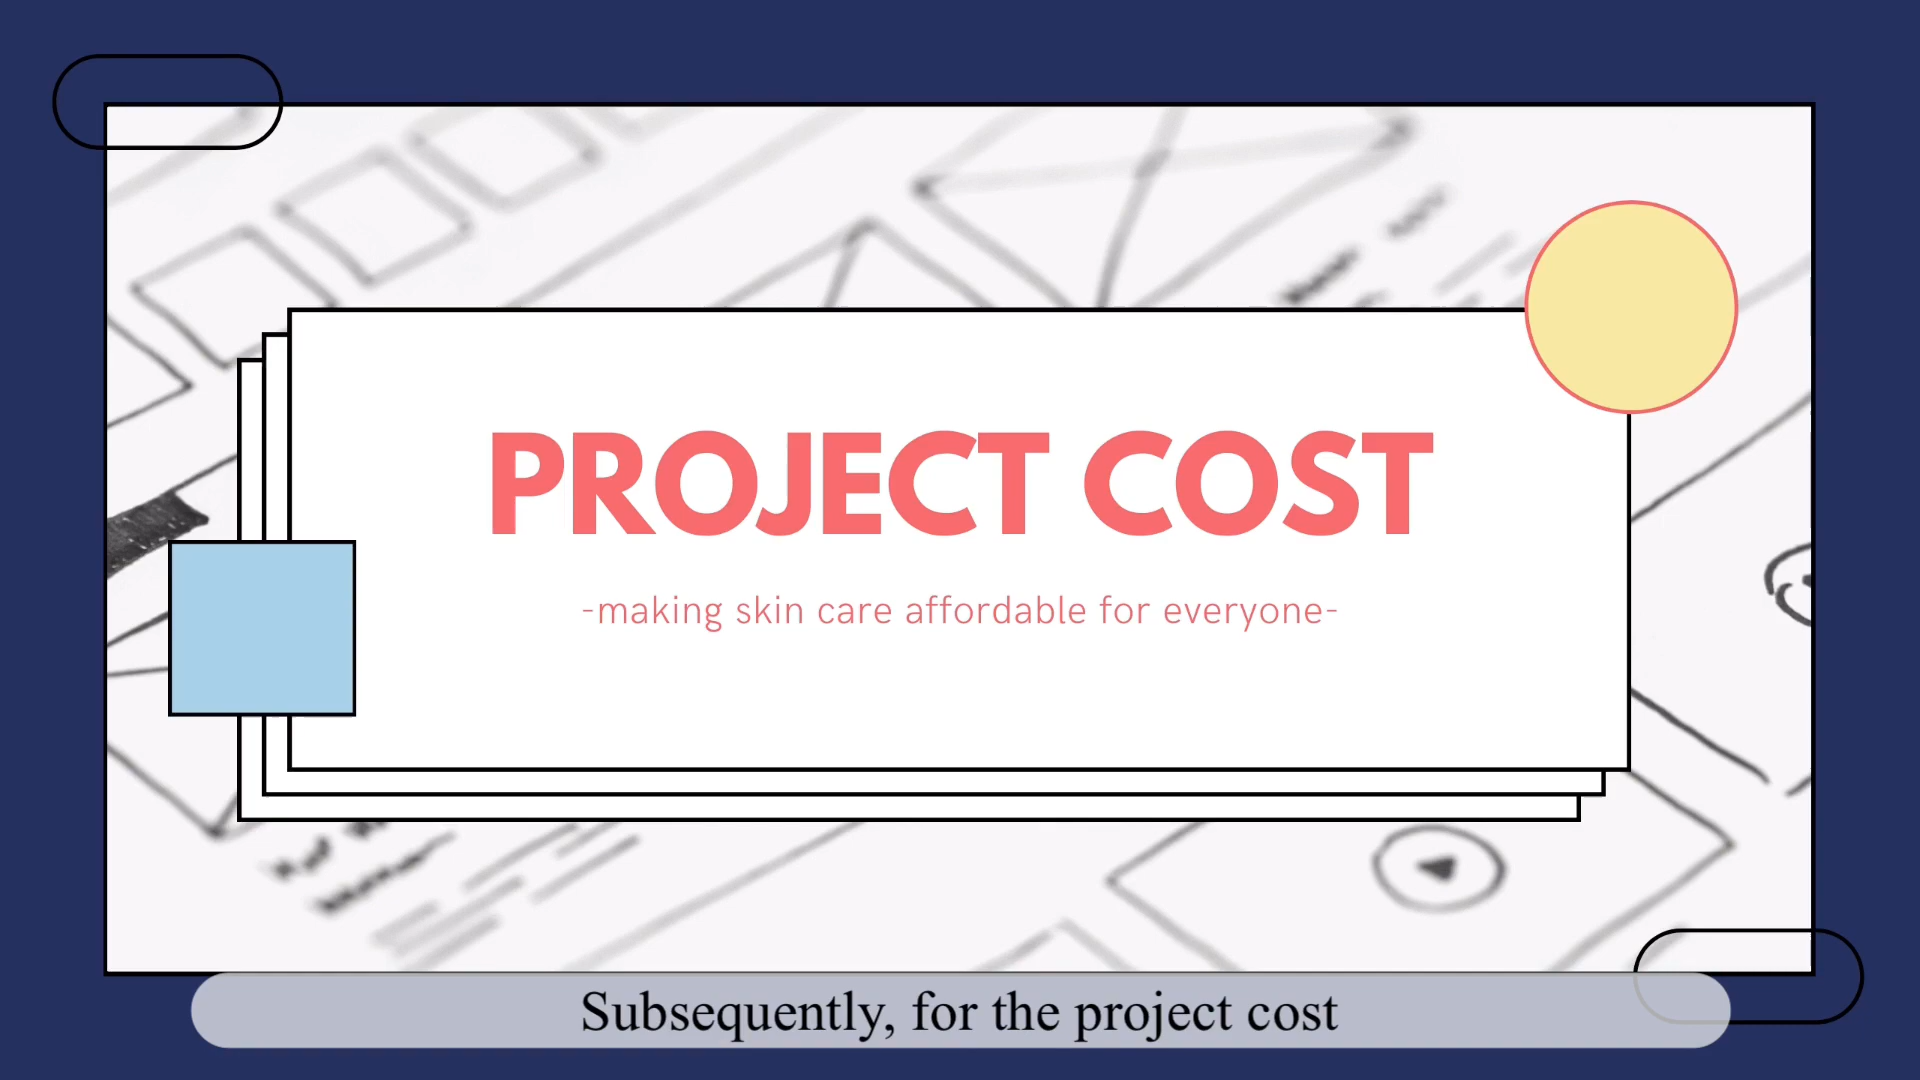 PROJECT COST
-making skin care affordable for everyone-
Subsequently, for the project cost